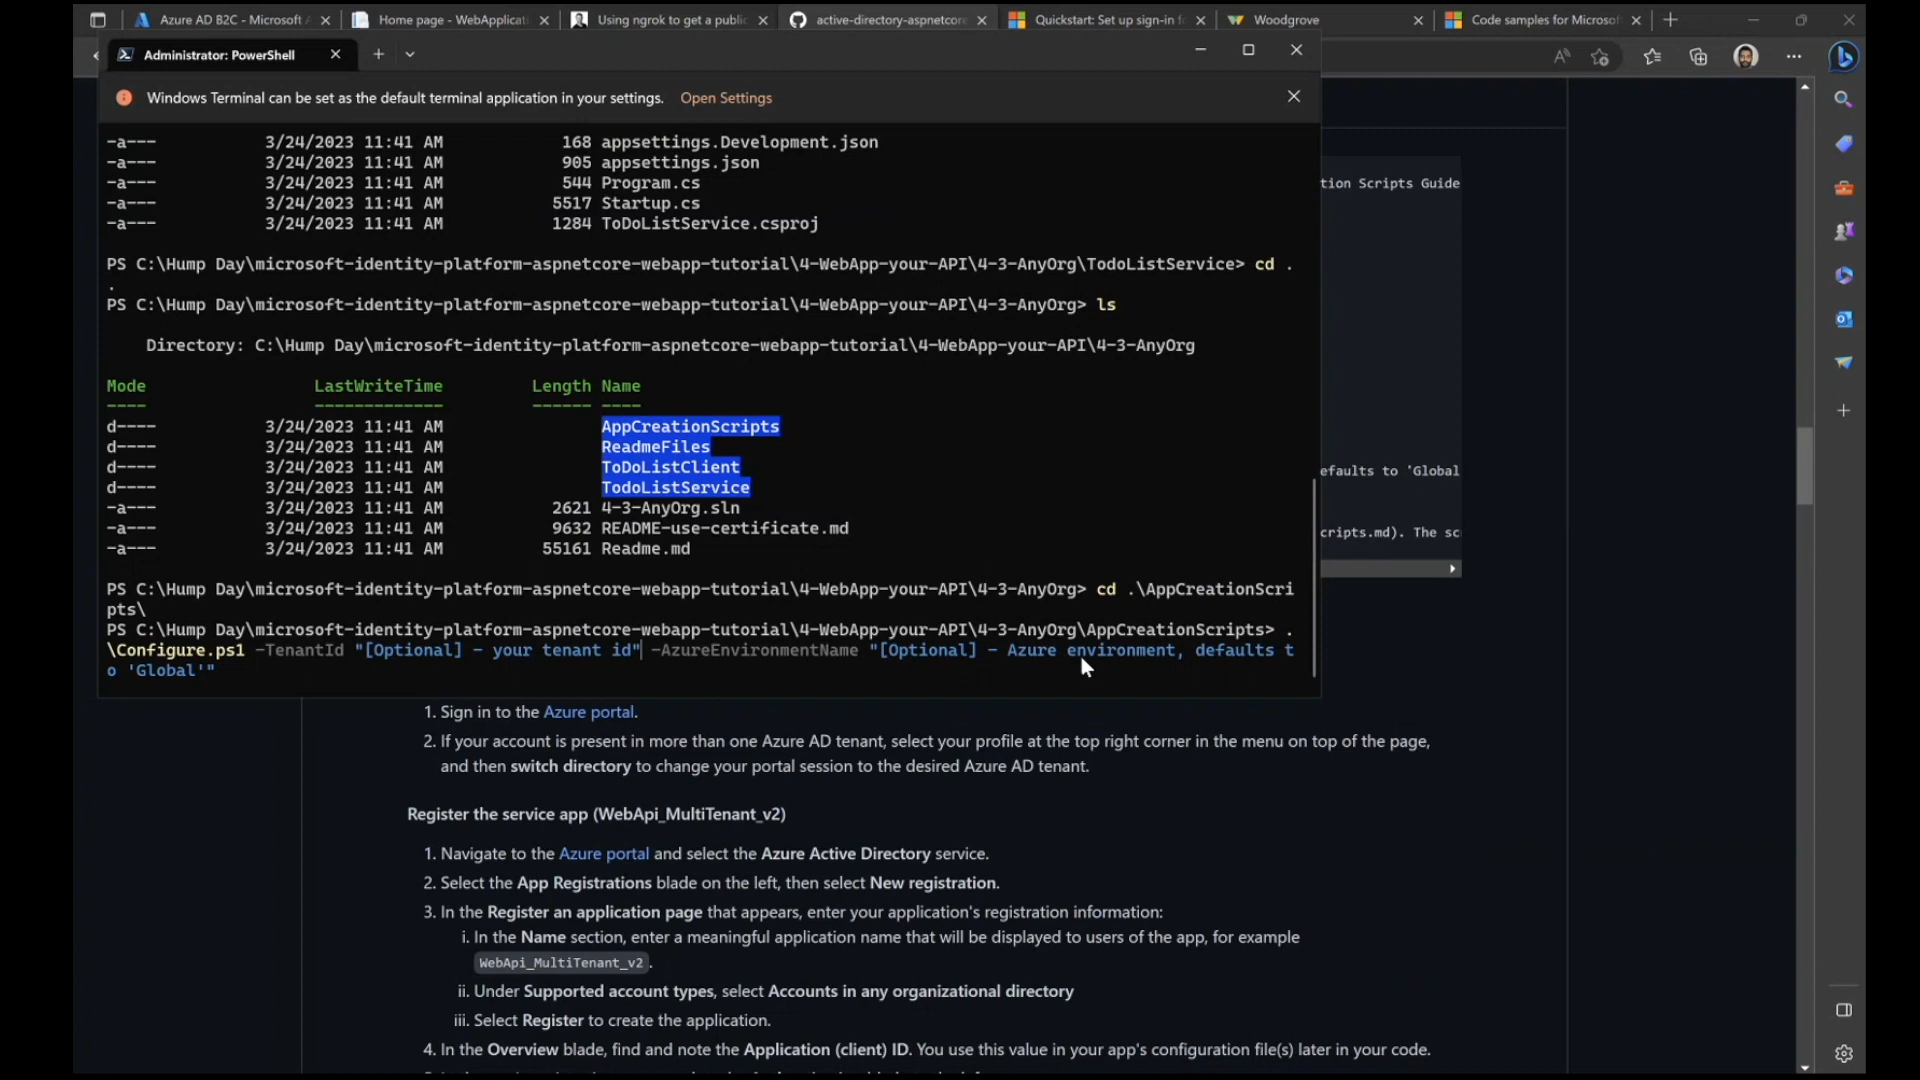 Azure AD B2C - Microsoft A
Home page - WebApplicati
Using ngrok to get a public
active-directory-aspnetcore
Quickstart: Set up sign-in f
Woodgrove
Code samples for Microsof
Administrator: PowerShell
Windows Terminal can be set as the default terminal application in your settings. Open Settings
-a---- 3/24/2023 11:41 AM 168 appsettings.Development.json
-a---- 3/24/2023 11:41 AM 905 appsettings.json
-a---- 3/24/2023 11:41 AM 544 Program.cs
-a---- 3/24/2023 11:41 AM 5517 Startup.cs
-a---- 3/24/2023 11:41 AM 1284 ToDoListService.csproj
PS C:\Hump Day\microsoft-identity-platform-aspnetcore-webapp-tutorial\4-WebApp-your-API\4-3-AnyOrg\TodoListService> cd .
.
PS C:\Hump Day\microsoft-identity-platform-aspnetcore-webapp-tutorial\4-WebApp-your-API\4-3-AnyOrg> ls
Directory: C:\Hump Day\microsoft-identity-platform-aspnetcore-webapp-tutorial\4-WebApp-your-API\4-3-AnyOrg
Mode LastWriteTime Length Name
---- ------------- ------ ----
d---- 3/24/2023 11:41 AM AppCreationScripts
d---- 3/24/2023 11:41 AM ReadmeFiles
d---- 3/24/2023 11:41 AM ToDoListClient
d---- 3/24/2023 11:41 AM TodoListService
-a--- 3/24/2023 11:41 AM 2621 4-3-AnyOrg.sln
-a--- 3/24/2023 11:41 AM 9632 README-use-certificate.md
-a--- 3/24/2023 11:41 AM 55161 Readme.md
PS C:\Hump Day\microsoft-identity-platform-aspnetcore-webapp-tutorial\4-WebApp-your-API\4-3-AnyOrg> cd .\AppCreationScri
pts\
PS C:\Hump Day\microsoft-identity-platform-aspnetcore-webapp-tutorial\4-WebApp-your-API\4-3-AnyOrg\AppCreationScripts> .
\Configure.ps1 -TenantId "[Optional] - your tenant id" -AzureEnvironmentName "[Optional] - Azure environment, defaults t
o 'Global'"
tion Scripts Guide
efaults to 'Global
cripts.md). The sc
1. Sign in to the Azure portal.
2. If your account is present in more than one Azure AD tenant, select your profile at the top right corner in the menu on top of the page,
and then switch directory to change your portal session to the desired Azure AD tenant.
Register the service app (WebApi_MultiTenant_v2)
1. Navigate to the Azure portal and select the Azure Active Directory service.
2. Select the App Registrations blade on the left, then select New registration.
3. In the Register an application page that appears, enter your application's registration information:
i. In the Name section, enter a meaningful application name that will be displayed to users of the app, for example
WebApi_MultiTenant_v2.
ii. Under Supported account types, select Accounts in any organizational directory
iii. Select Register to create the application.
4. In the Overview blade, find and note the Application (client) ID. You use this value in your app's configuration file(s) later in your code.